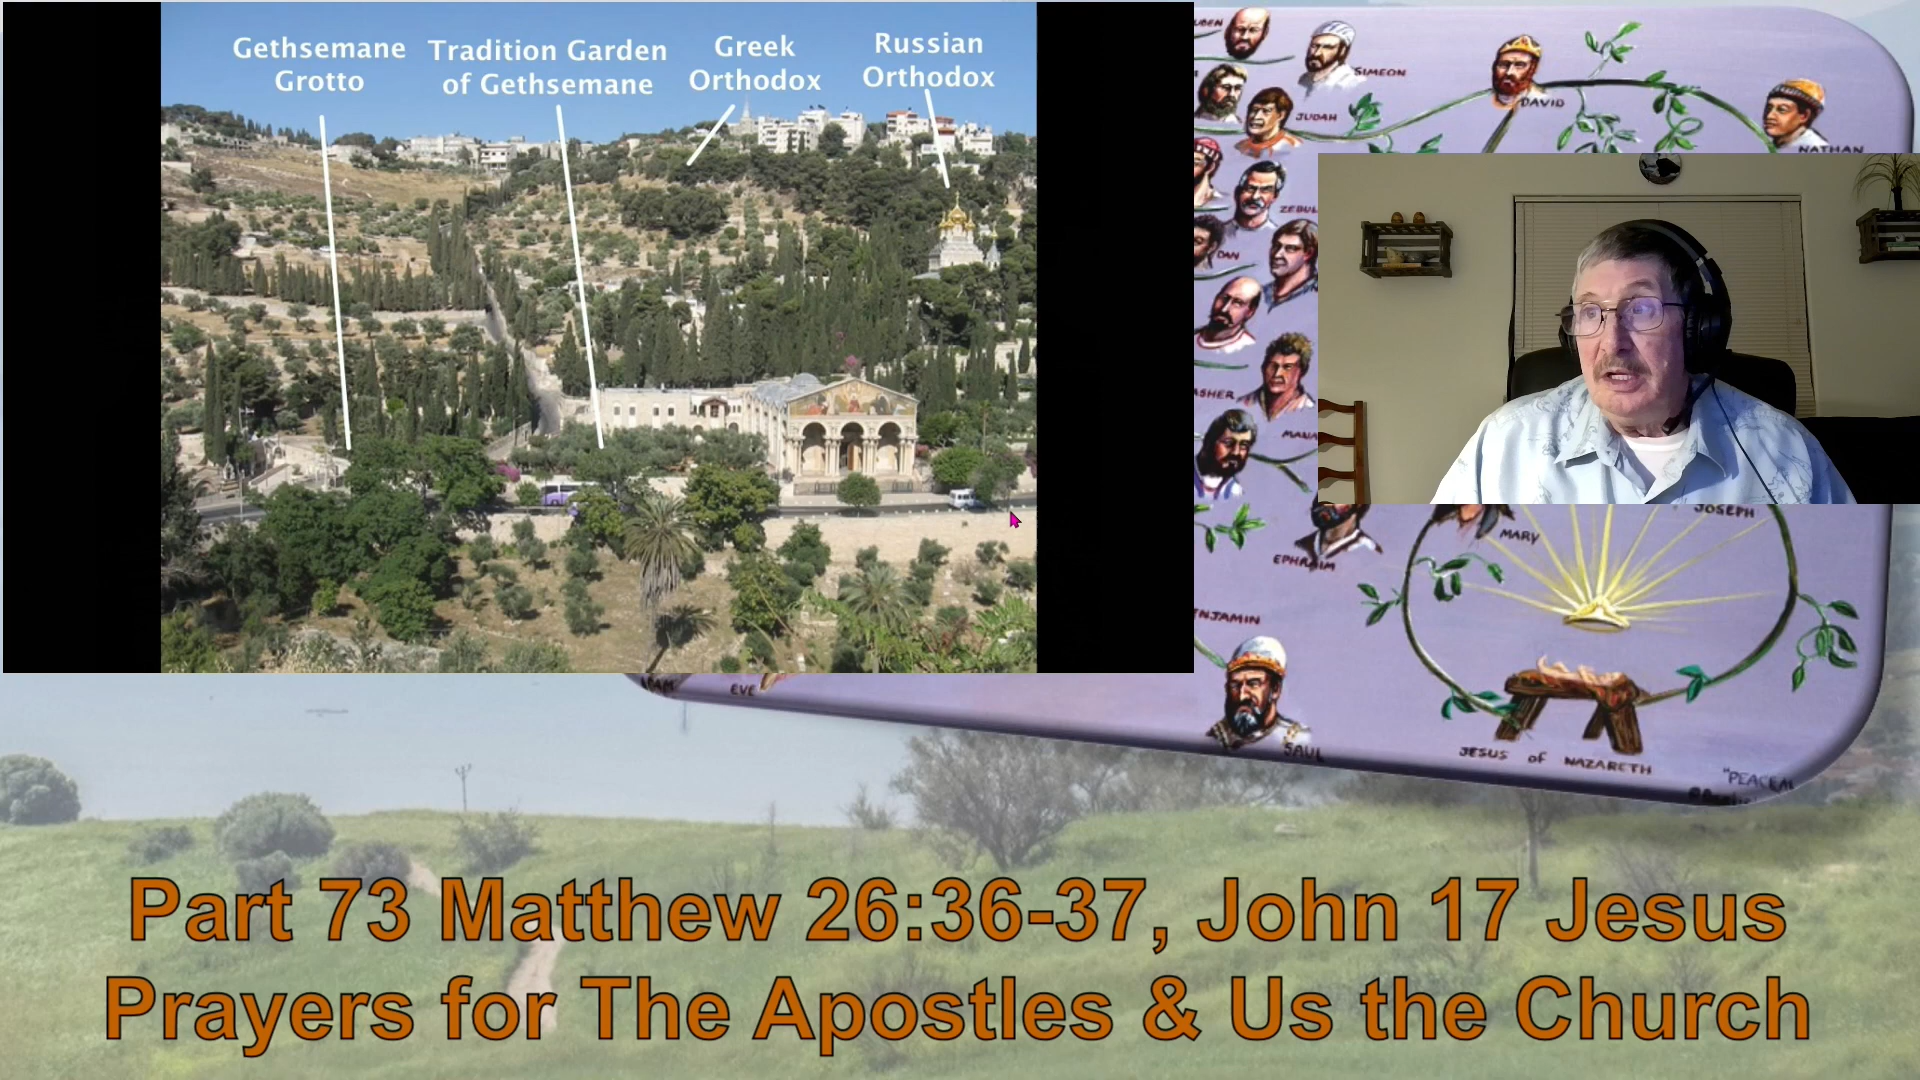 Gethsemane
Grotto
Tradition Garden
of Gethsemane
Greek
Orthodox
Russian
Orthodox
SIMEON
DAVID
JUDAH
NATHAN
DAN
ASHER
JOSEPH
MARY
EPHRAIM
EVE
SAUL
JESUS of NAZARETH
Part 73 Matthew 26:36-37, John 17 Jesus
Prayers for The Apostles & Us the Church